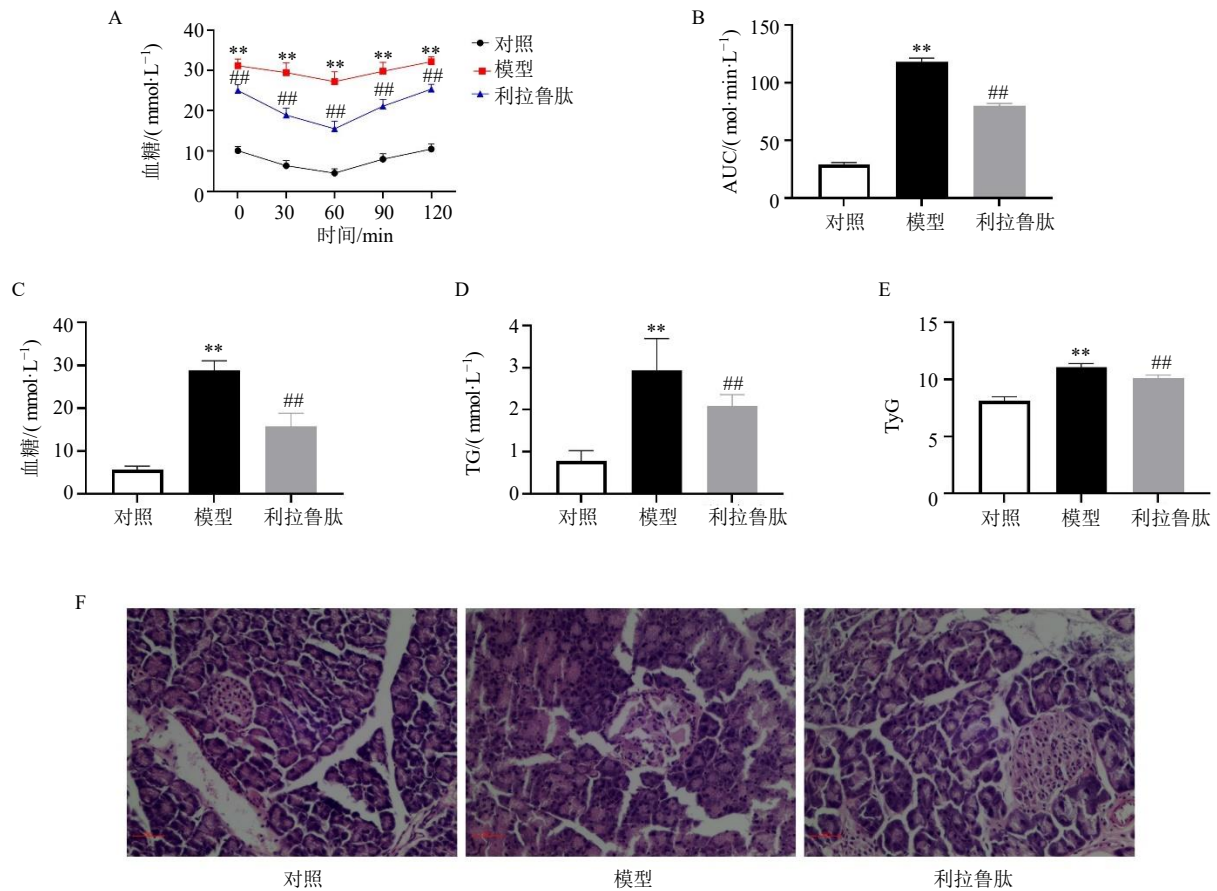 A
血糖/( mmol·L⁻¹)
40
30
20
10
0
** ** ** ** **
## ## ## ## ##
0 30 60 90 120
时间/min
对照
模型
利拉鲁肽
B
AUC/( mol·min·L⁻¹)
150
100
50
0
**
##
对照 模型 利拉鲁肽
C
血糖/( mmol·L⁻¹)
40
30
20
10
0
**
##
对照 模型 利拉鲁肽
D
TG/( mmol·L⁻¹)
4
3
2
1
0
**
##
对照 模型 利拉鲁肽
E
TyG
15
10
5
0
**
##
对照 模型 利拉鲁肽
F
对照 模型 利拉鲁肽